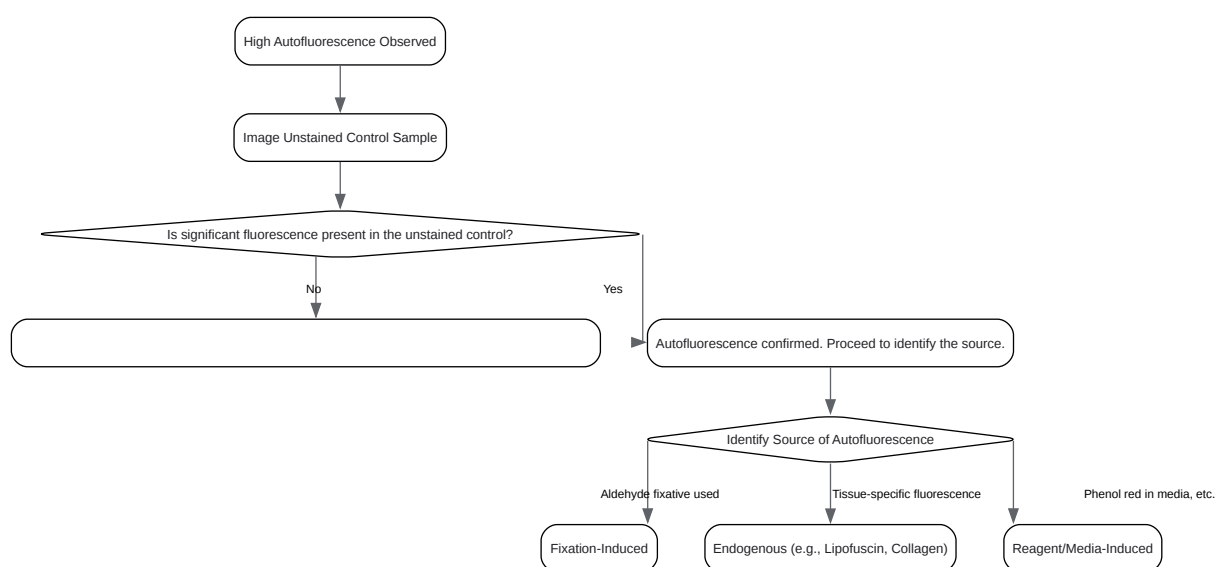 High Autofluorescence Observed
Image Unstained Control Sample
Is significant fluorescence present in the unstained control?
No
Yes
Autofluorescence confirmed. Proceed to identify the source.
Identify Source of Autofluorescence
Aldehyde fixative used
Tissue-specific fluorescence
Phenol red in media, etc.
Fixation-Induced
Endogenous (e.g., Lipofuscin, Collagen)
Reagent/Media-Induced